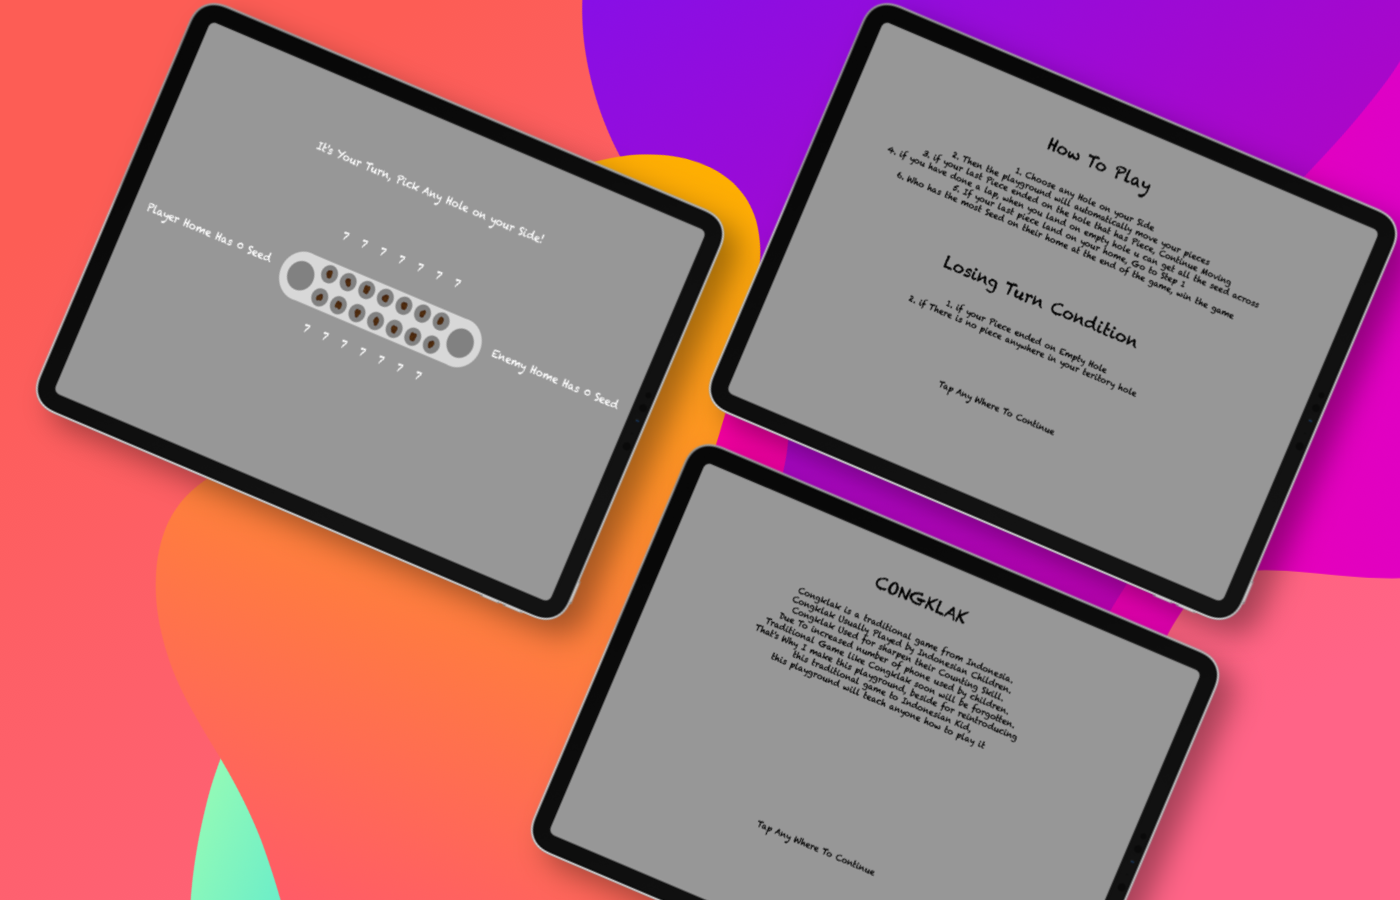 It's Your Turn, Pick Any Hole on your Side!
Player Home Has 0 Seed
7 7 7 7 7 7 7
7 7 7 7 7 7 7
Enemy Home Has 0 Seed
How To Play
1. Choose any Hole on your Side
2. Then the playground will automatically move your pieces
3. if your last Piece ended on the hole that has Piece, Continue Moving
4. if you have done a lap, when you land on empty hole u can get all the seed across
5. If your last piece land on your home, Go to Step 1
6. Who has the most Seed on their home at the end of the game, win the game
Losing Turn Condition
1. if your Piece ended on Empty Hole
2. if There is no piece anywhere in your teritory hole
Tap Any Where To Continue
CONGKLAK
Congklak is a traditional game from Indonesia.
Congklak Usually Played by Indonesian Children.
Congklak Used for sharpen their Counting Skill.
Due To increased number of phone used by children.
Traditional Game like Congklak soon will be forgotten.
That's Why I make this playground, beside for reintroducing
this traditional game to Indonesian Kid,
this playground will teach anyone how to play it
Tap Any Where To Continue